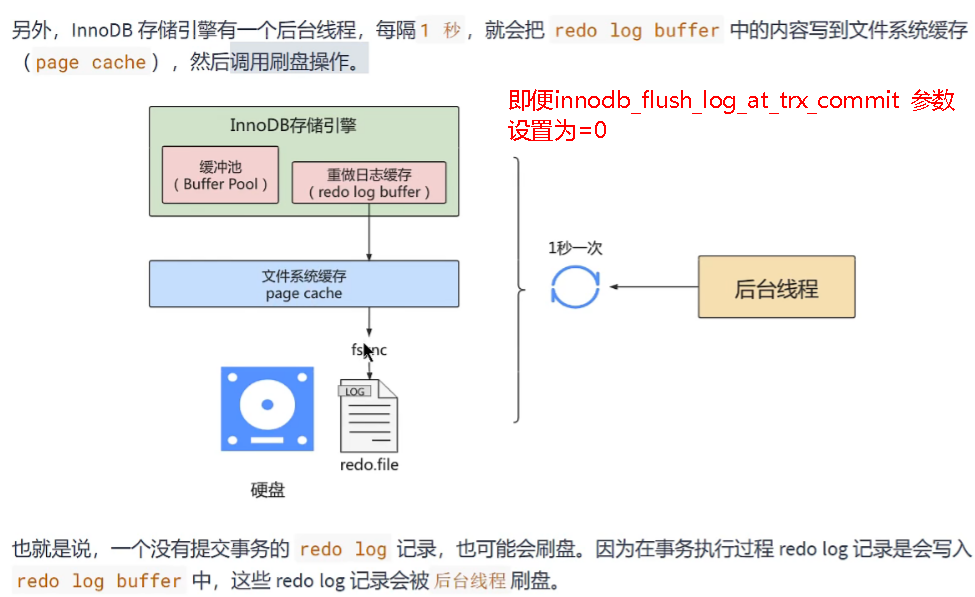 另外，InnoDB 存储引擎有一个后台线程，每隔 1 秒，就会把 redo log buffer 中的内容写到文件系统缓存
（page cache），然后调用刷盘操作。
即便innodb_flush_log_at_trx_commit 参数
设置为=0
InnoDB存储引擎
缓冲池
（Buffer Pool）
重做日志缓存
（redo log buffer）
1秒一次
后台线程
文件系统缓存
page cache
LOG
redo.file
硬盘
也就是说，一个没有提交事务的 redo log 记录，也可能会刷盘。因为在事务执行过程 redo log 记录是会写入
redo log buffer 中，这些 redo log 记录会被 后台线程 刷盘。